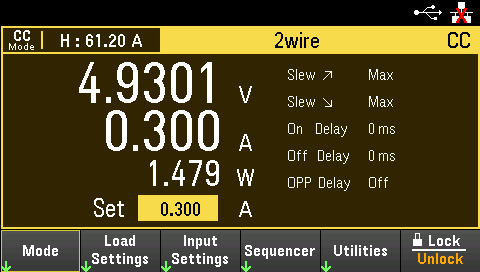 CC Mode H : 61.20 A 2wire CC
4.9301 V
0.300 A
1.479 W
Set 0.300 A
Slew ↗ Max
Slew ↘ Max
On Delay 0 ms
Off Delay 0 ms
OPP Delay Off
Mode
Load Settings
Input Settings
Sequencer
Utilities
Lock
Unlock